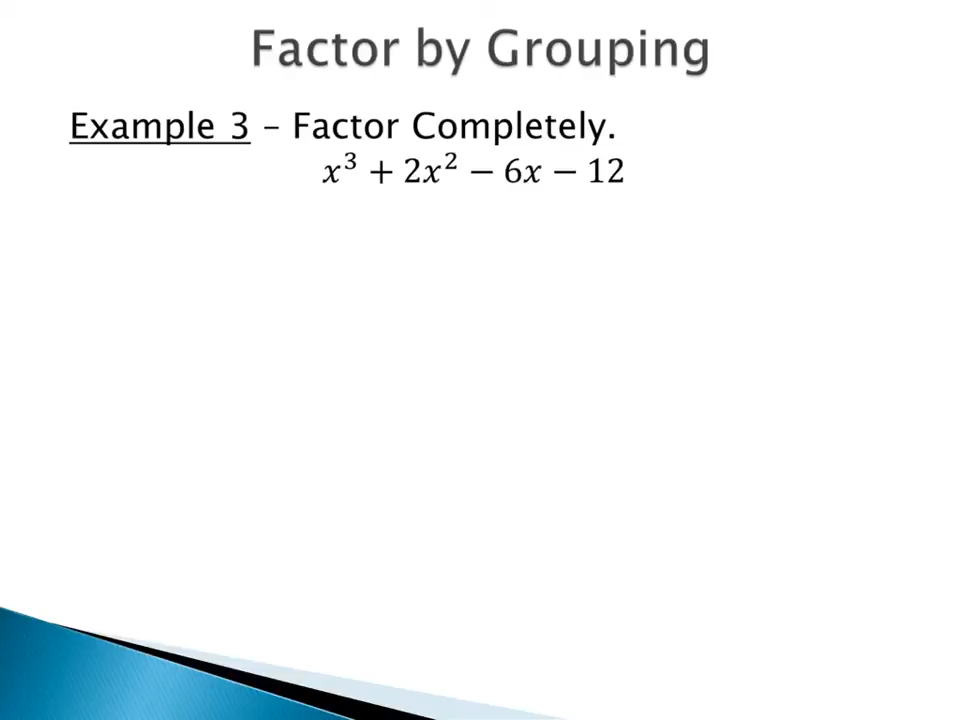 Factor by Grouping
Example 3 – Factor Completely.
x³ + 2x² − 6x − 12